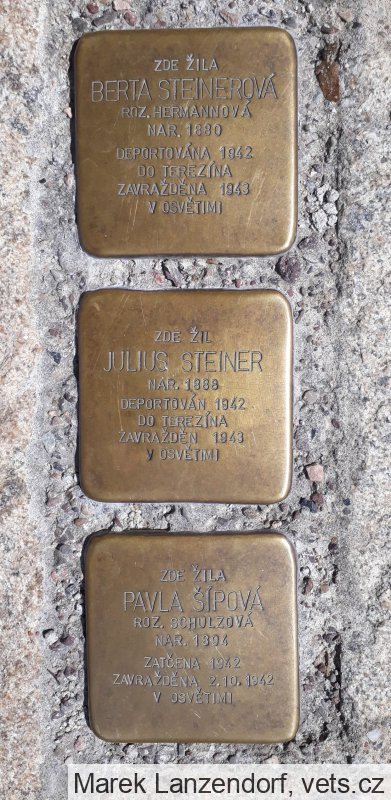 ZDE ŽILA
BERTA STEINEROVÁ
ROZ. HERMANNOVÁ
NAR. 1890
DEPORTOVÁNA 1942
DO TEREZÍNA
ZAVRAŽDĚNA 1943
V OSVĚTIMI
ZDE ŽIL
JULIUS STEINER
NAR. 1888
DEPORTOVÁN 1942
DO TEREZÍNA
ZAVRAŽDĚN 1943
V OSVĚTIMI
ZDE ŽILA
PAVLA ŠÍPOVÁ
ROZ. SCHULZOVÁ
NAR. 1894
ZATČENA 1942
ZAVRAŽDĚNA 2.10. 1942
V OSVĚTIMI
Marek Lanzendorf, vets.cz